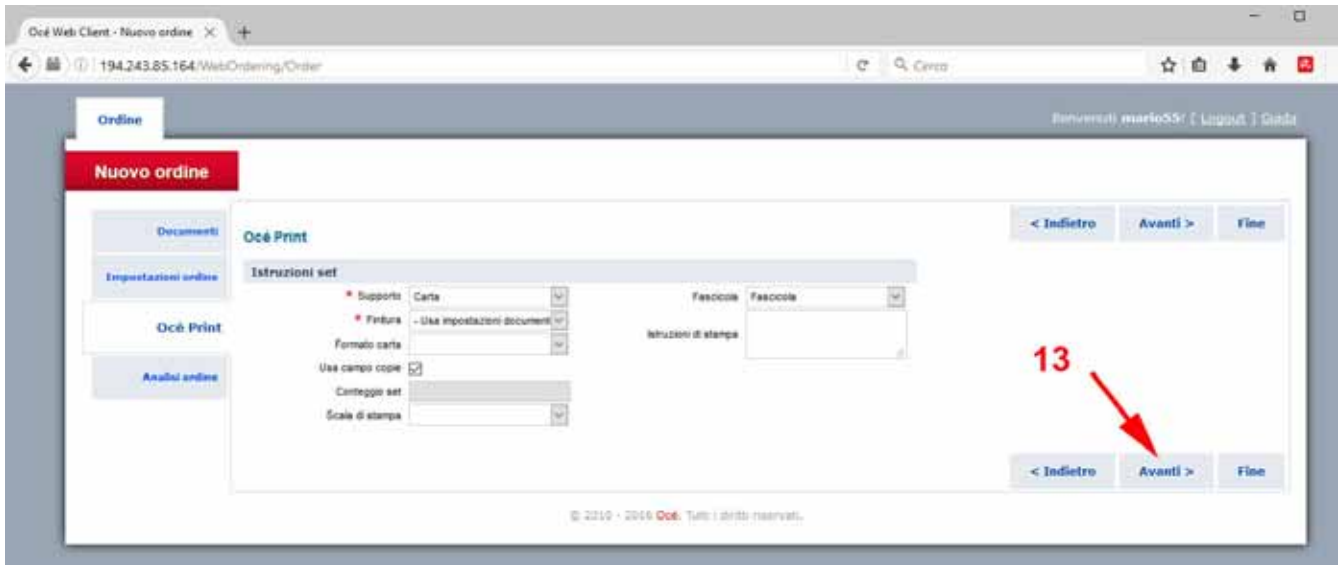 Océ Web Client - Nuovo ordine
194.243.85.164/WebOrdering/Order
Cerca
Ordine
Benvenuti mario55! [ Logout ] Guida
Nuovo ordine
Documenti
Impostazioni ordine
Océ Print
Analisi ordine
Océ Print
< Indietro Avanti > Fine
Istruzioni set
* Supporto Carta
* Finitura - Usa impostazioni document
Formato carta
Usa campo copie
Conteggio set
Scala di stampa
Fascicola Fascicola
Istruzioni di stampa
13
< Indietro Avanti > Fine
© 2010 - 2016 Océ. Tutti i diritti riservati.